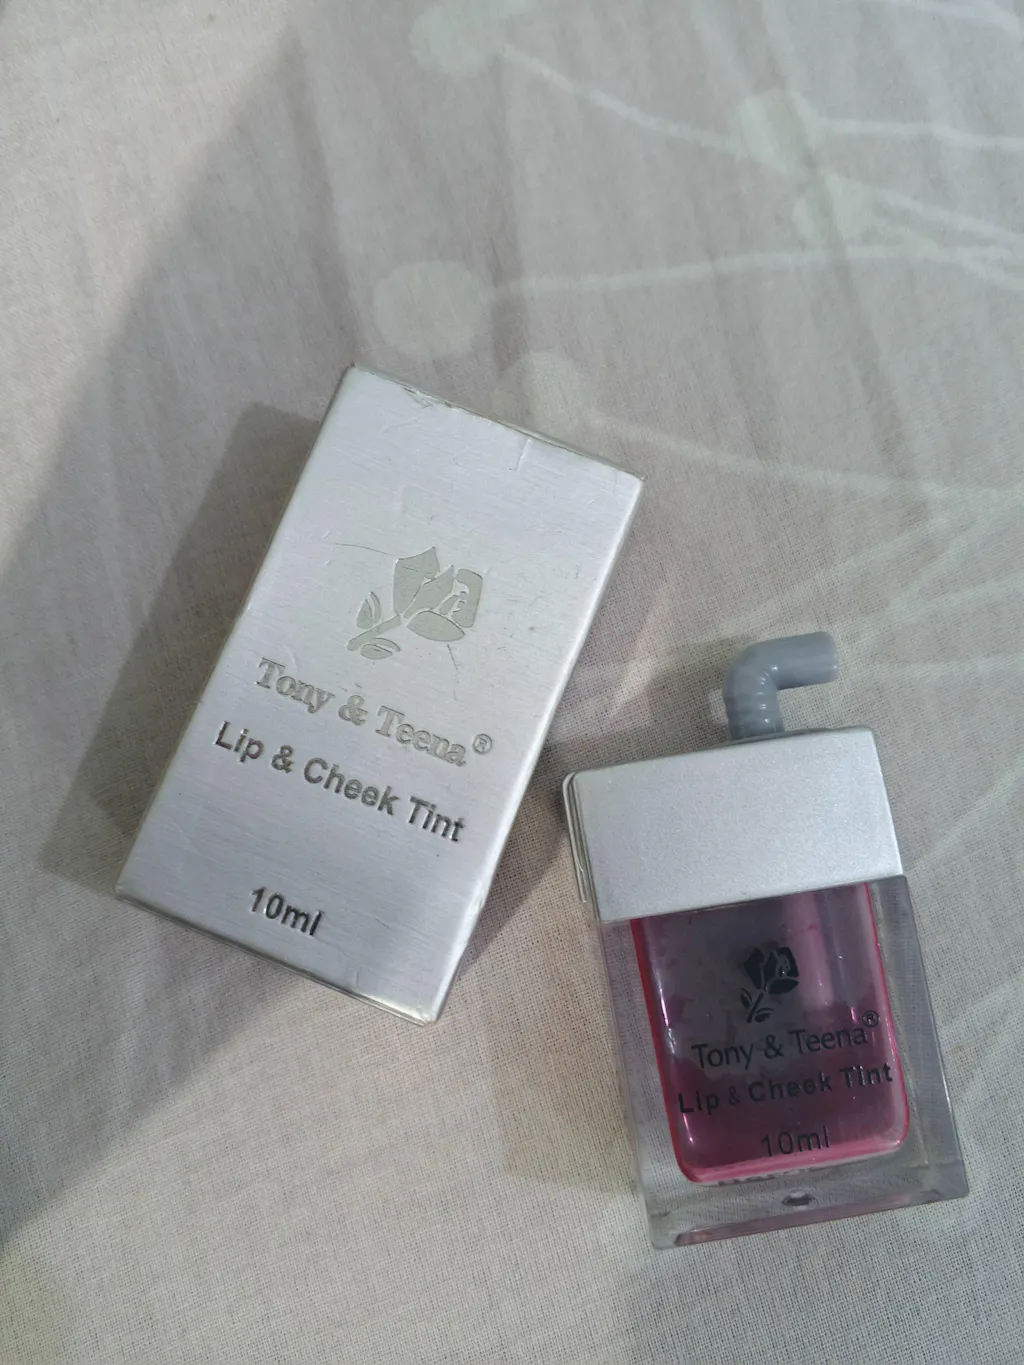 Tony & Teena®
Lip & Cheek Tint
10ml
Tony & Teena®
Lip & Cheek Tint
10ml